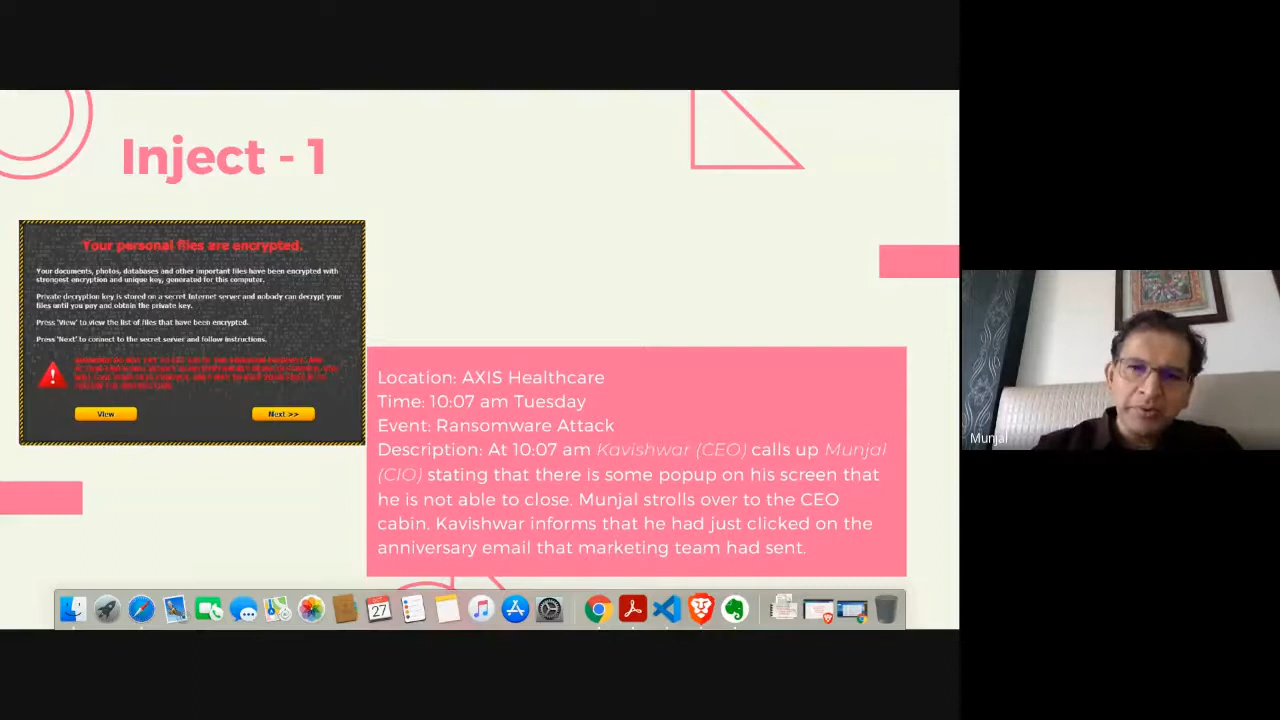 Inject - 1
Your personal files are encrypted.
Your documents, photos, databases and other important files have been encrypted with
strongest encryption and unique key, generated for this computer.
Private decryption key is stored on a secret Internet server and nobody can decrypt your
files until you pay and obtain the private key.
Press 'View' to view the list of files that have been encrypted.
Press 'Next' to connect to the secret server and follow instructions.
View
Next >>
Location: AXIS Healthcare
Time: 10:07 am Tuesday
Event: Ransomware Attack
Description: At 10:07 am Kavishwar (CEO) calls up Munjal
(CIO) stating that there is some popup on his screen that
he is not able to close. Munjal strolls over to the CEO
cabin. Kavishwar informs that he had just clicked on the
anniversary email that marketing team had sent.
Munjal
OCT
27